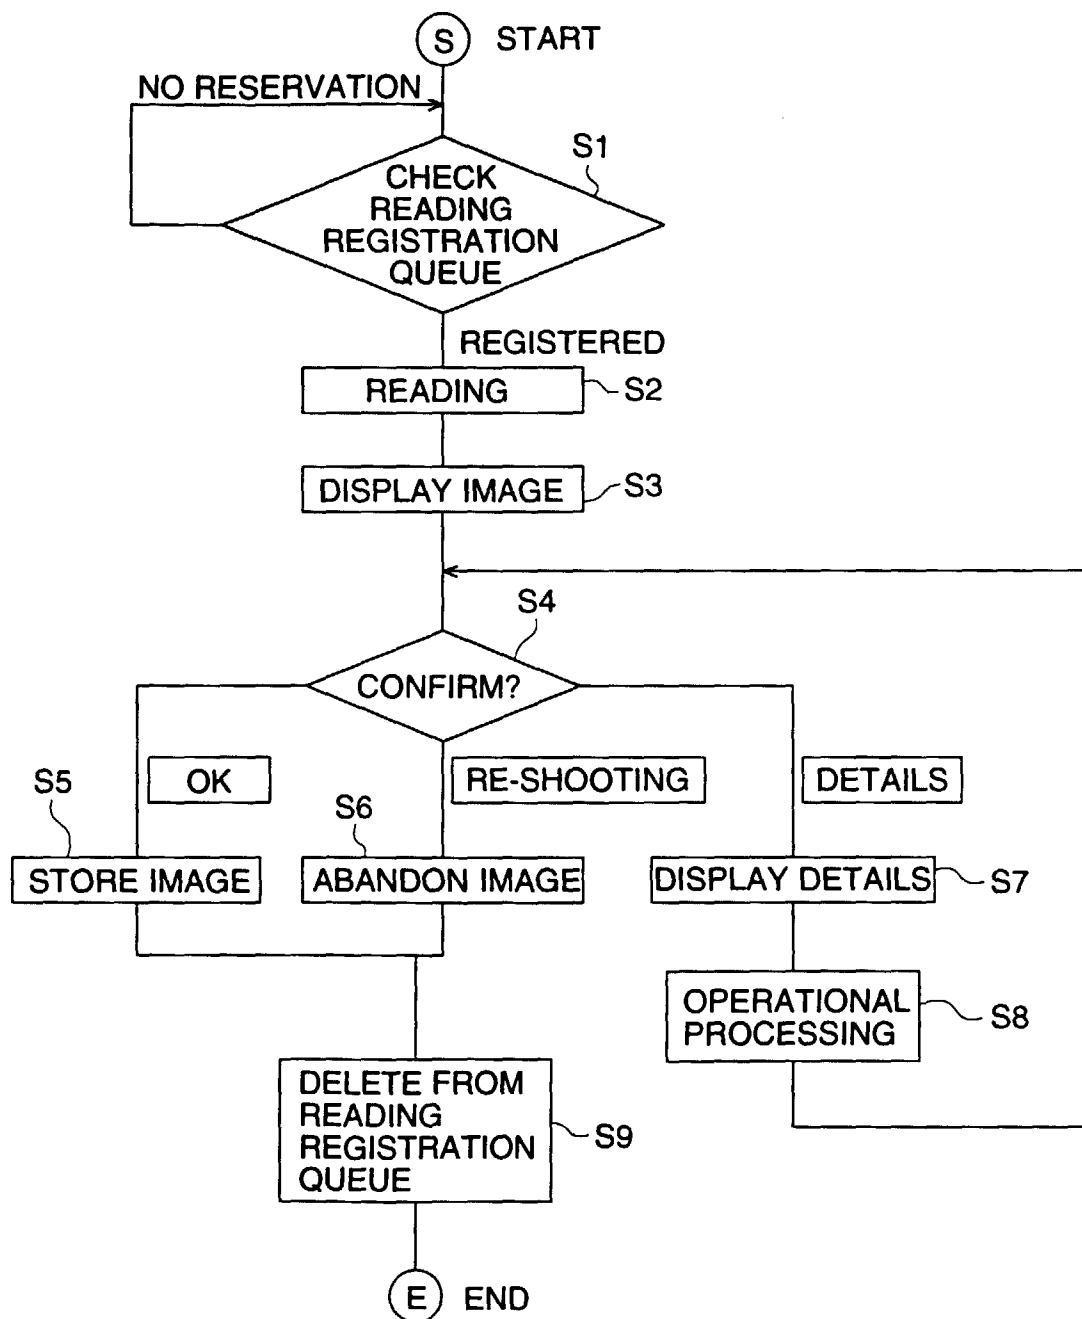 S START
NO RESERVATION
S1
CHECK
READING
REGISTRATION
QUEUE
REGISTERED
READING
S2
DISPLAY IMAGE
S3
S4
CONFIRM?
OK
RE-SHOOTING
DETAILS
S5
S6
STORE IMAGE
ABANDON IMAGE
DISPLAY DETAILS
S7
OPERATIONAL
PROCESSING
S8
DELETE FROM
READING
REGISTRATION
QUEUE
S9
E END